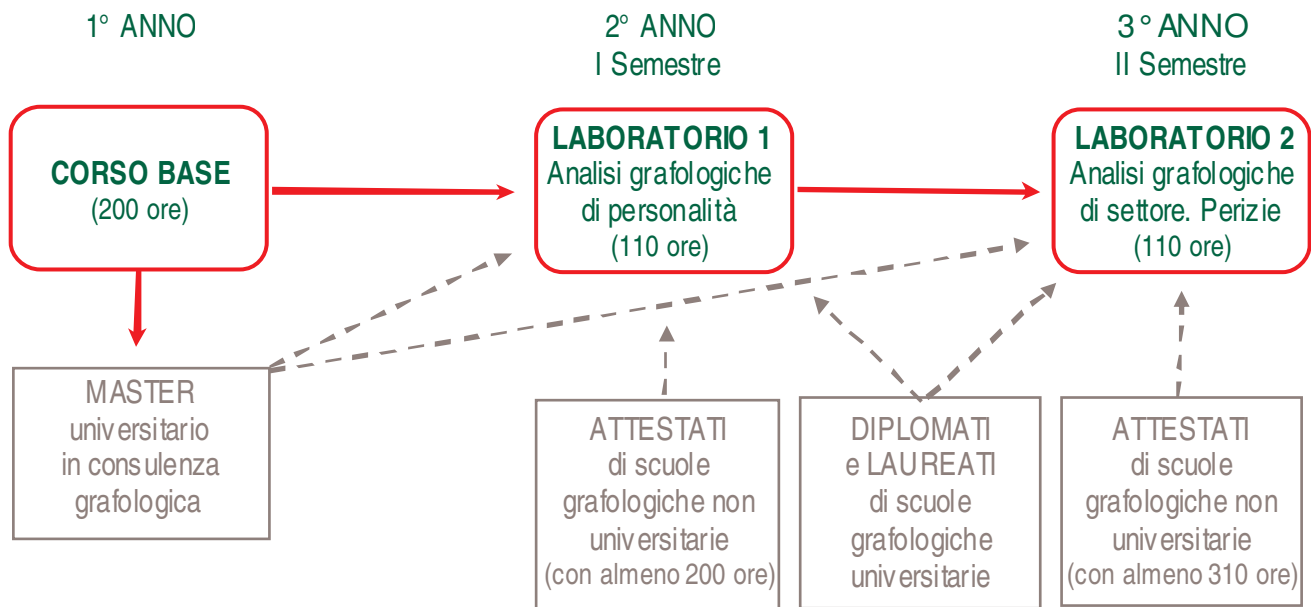 1° ANNO
2° ANNO
I Semestre
3° ANNO
II Semestre
CORSO BASE
(200 ore)
LABORATORIO 1
Analisi grafologiche
di personalità
(110 ore)
LABORATORIO 2
Analisi grafologiche
di settore. Perizie
(110 ore)
MASTER
universitario
in consulenza
grafologica
ATTESTATI
di scuole
grafologiche non
universitarie
(con almeno 200 ore)
DIPLOMATI
e LAUREATI
di scuole
grafologiche
universitarie
ATTESTATI
di scuole
grafologiche non
universitarie
(con almeno 310 ore)